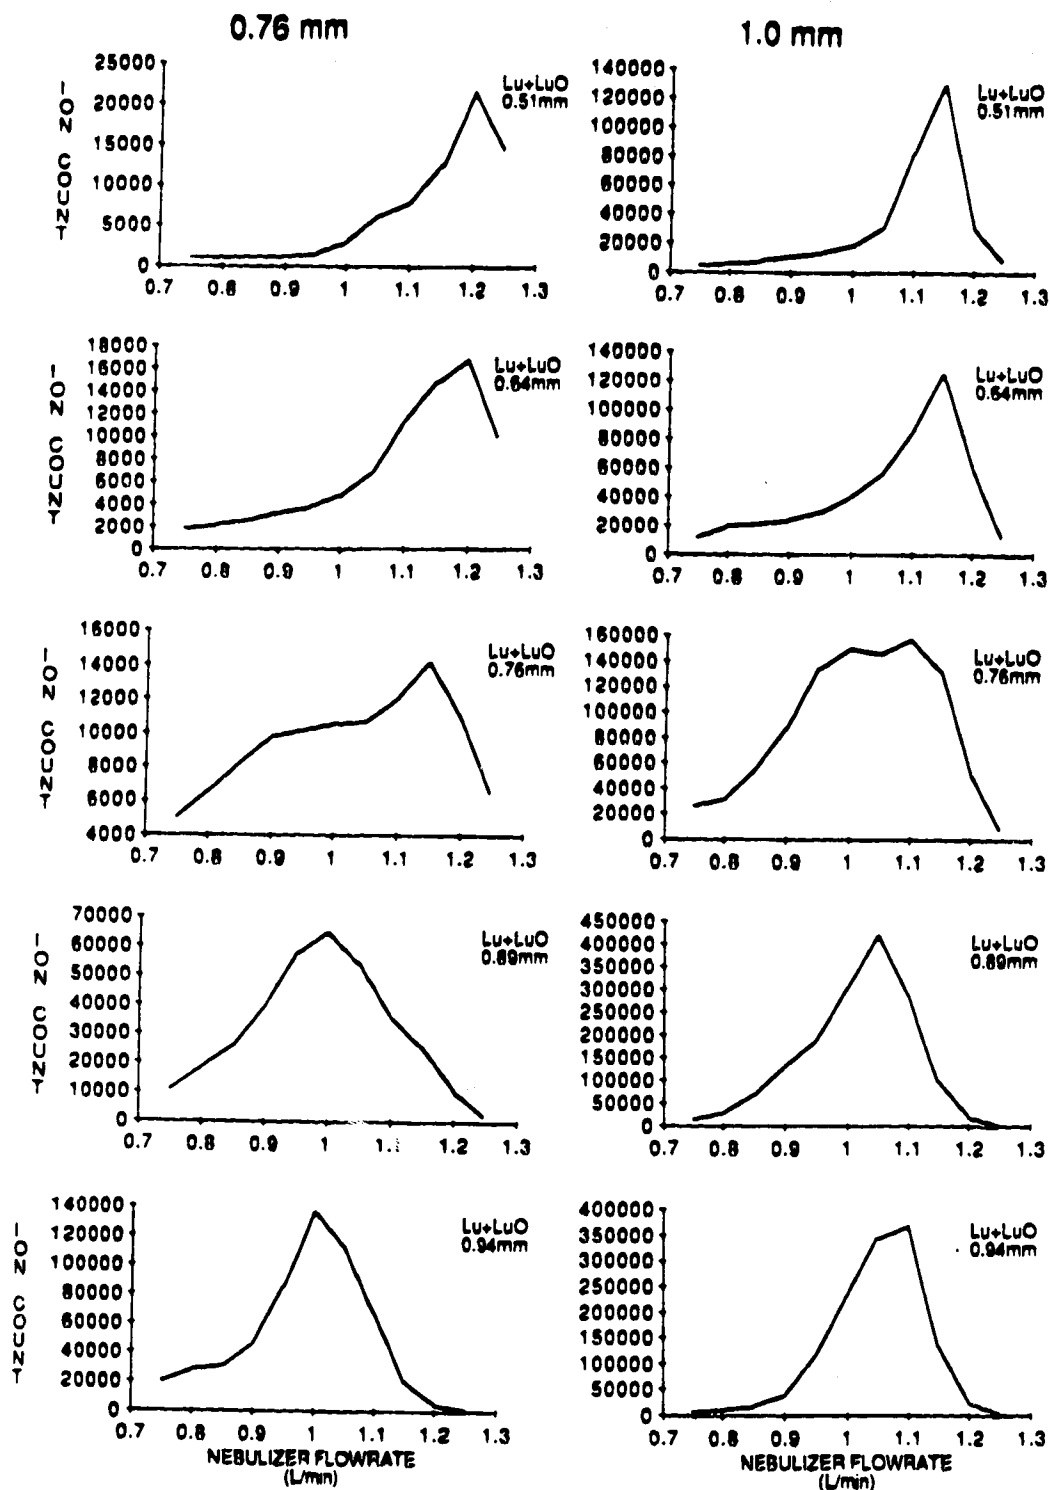 0.76 mm
1.0 mm
25000
20000
15000
10000
5000
0
ION COUNT
Lu+LuO
0.51mm
0.7 0.8 0.9 1 1.1 1.2 1.3
140000
120000
100000
80000
60000
40000
20000
0
Lu+LuO
0.51mm
0.7 0.8 0.9 1 1.1 1.2 1.3
18000
16000
14000
12000
10000
8000
6000
4000
2000
0
ION COUNT
Lu+LuO
0.64mm
0.7 0.8 0.9 1 1.1 1.2 1.3
140000
120000
100000
80000
60000
40000
20000
0
Lu+LuO
0.64mm
0.7 0.8 0.9 1 1.1 1.2 1.3
16000
14000
12000
10000
8000
6000
4000
ION COUNT
Lu+LuO
0.76mm
0.7 0.8 0.9 1 1.1 1.2 1.3
160000
140000
120000
100000
80000
60000
40000
20000
0
Lu+LuO
0.76mm
0.7 0.8 0.9 1 1.1 1.2 1.3
70000
60000
50000
40000
30000
20000
10000
0
ION COUNT
Lu+LuO
0.89mm
0.7 0.8 0.9 1 1.1 1.2 1.3
450000
400000
350000
300000
250000
200000
150000
100000
50000
0
Lu+LuO
0.89mm
0.7 0.8 0.9 1 1.1 1.2 1.3
140000
120000
100000
80000
60000
40000
20000
0
ION COUNT
Lu+LuO
0.94mm
0.7 0.8 0.9 1 1.1 1.2 1.3
NEBULIZER FLOWRATE
(L/min)
400000
350000
300000
250000
200000
150000
100000
50000
0
Lu+LuO
0.94mm
0.7 0.8 0.9 1 1.1 1.2 1.3
NEBULIZER FLOWRATE
(L/min)